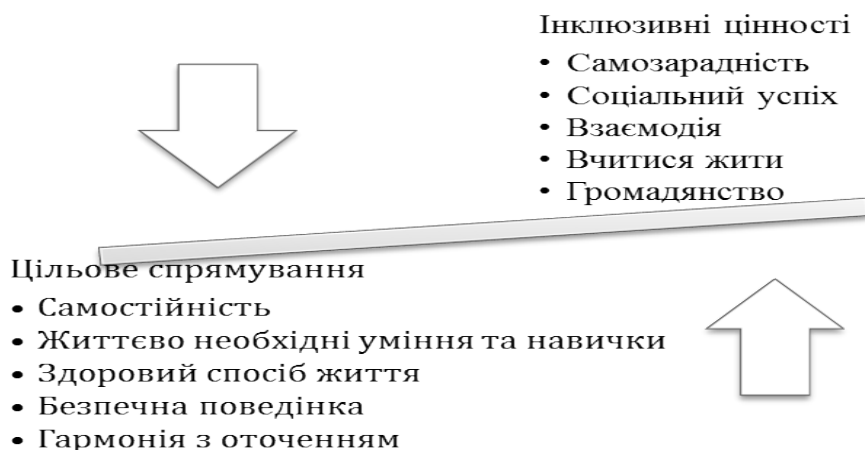 Інклюзивні цінності
• Самозарадність
• Соціальний успіх
• Взаємодія
• Вчитися жити
• Громадянство
Цільове спрямування
• Самостійність
• Життєво необхідні уміння та навички
• Здоровий спосіб життя
• Безпечна поведінка
• Гармонія з оточенням